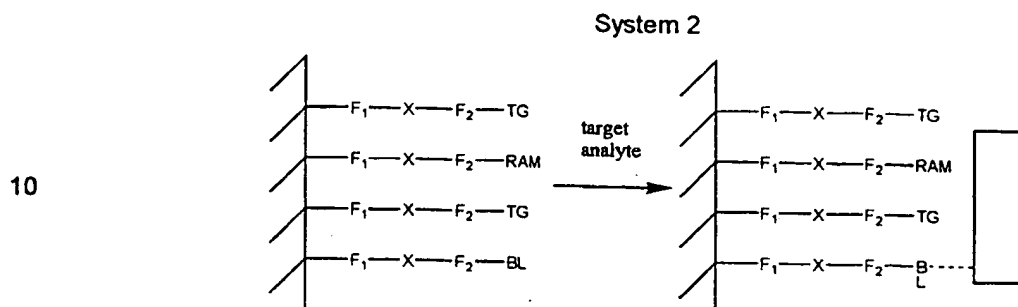 System 2
F₁—X—F₂—TG
F₁—X—F₂—TG
target
analyte
F₁—X—F₂—RAM
F₁—X—F₂—RAM
10
F₁—X—F₂—TG
F₁—X—F₂—TG
F₁—X—F₂—BL
F₁—X—F₂—B
L